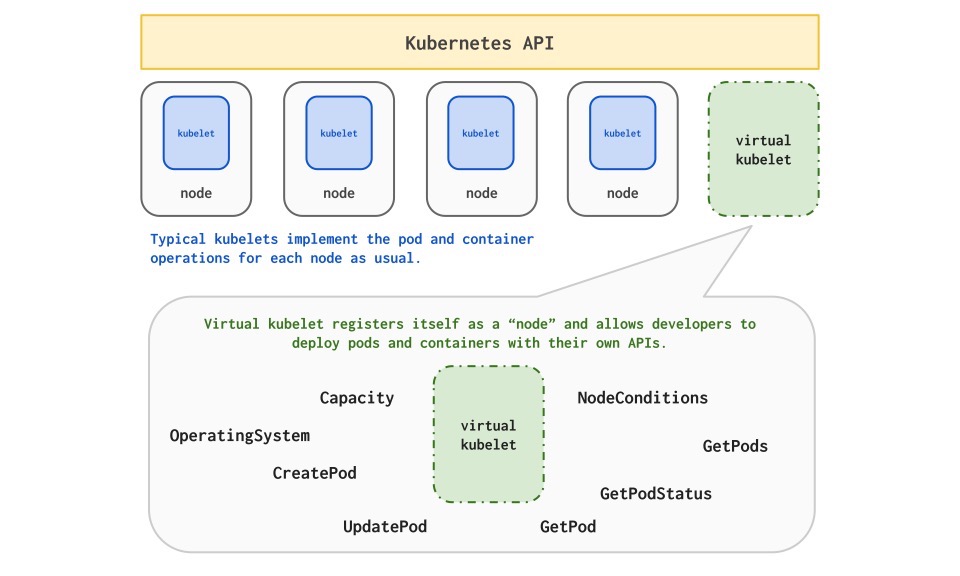 Kubernetes API
kubelet
kubelet
kubelet
kubelet
virtual
kubelet
node
node
node
node
Typical kubelets implement the pod and container
operations for each node as usual.
Virtual kubelet registers itself as a “node” and allows developers to
deploy pods and containers with their own APIs.
Capacity
NodeConditions
OperatingSystem
virtual
kubelet
GetPods
CreatePod
GetPodStatus
UpdatePod
GetPod